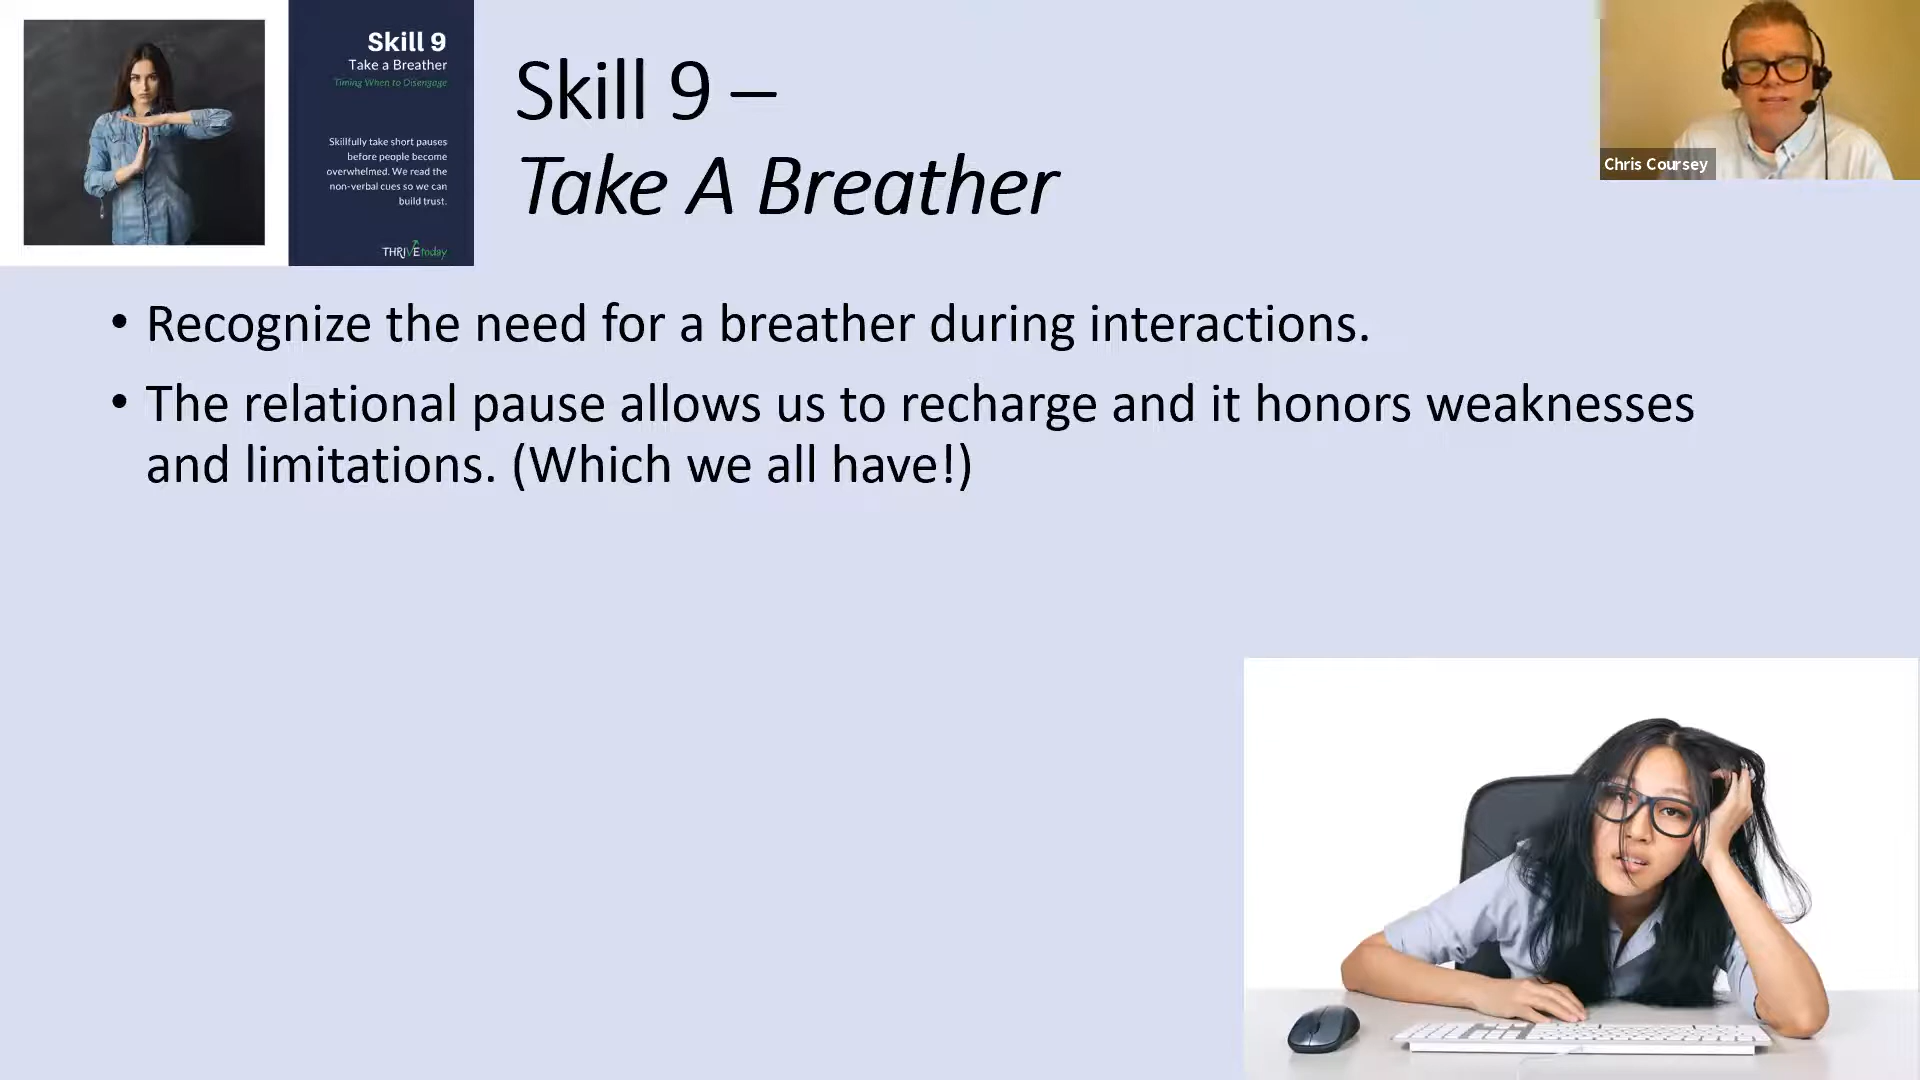 Skill 9
Take a Breather
Timing When to Disengage
Skillfully take short pauses
before people become
overwhelmed. We read the
non-verbal cues so we can
build trust.
THRIVEtoday
Skill 9 –
Take A Breather
Chris Coursey
• Recognize the need for a breather during interactions.
• The relational pause allows us to recharge and it honors weaknesses
and limitations. (Which we all have!)